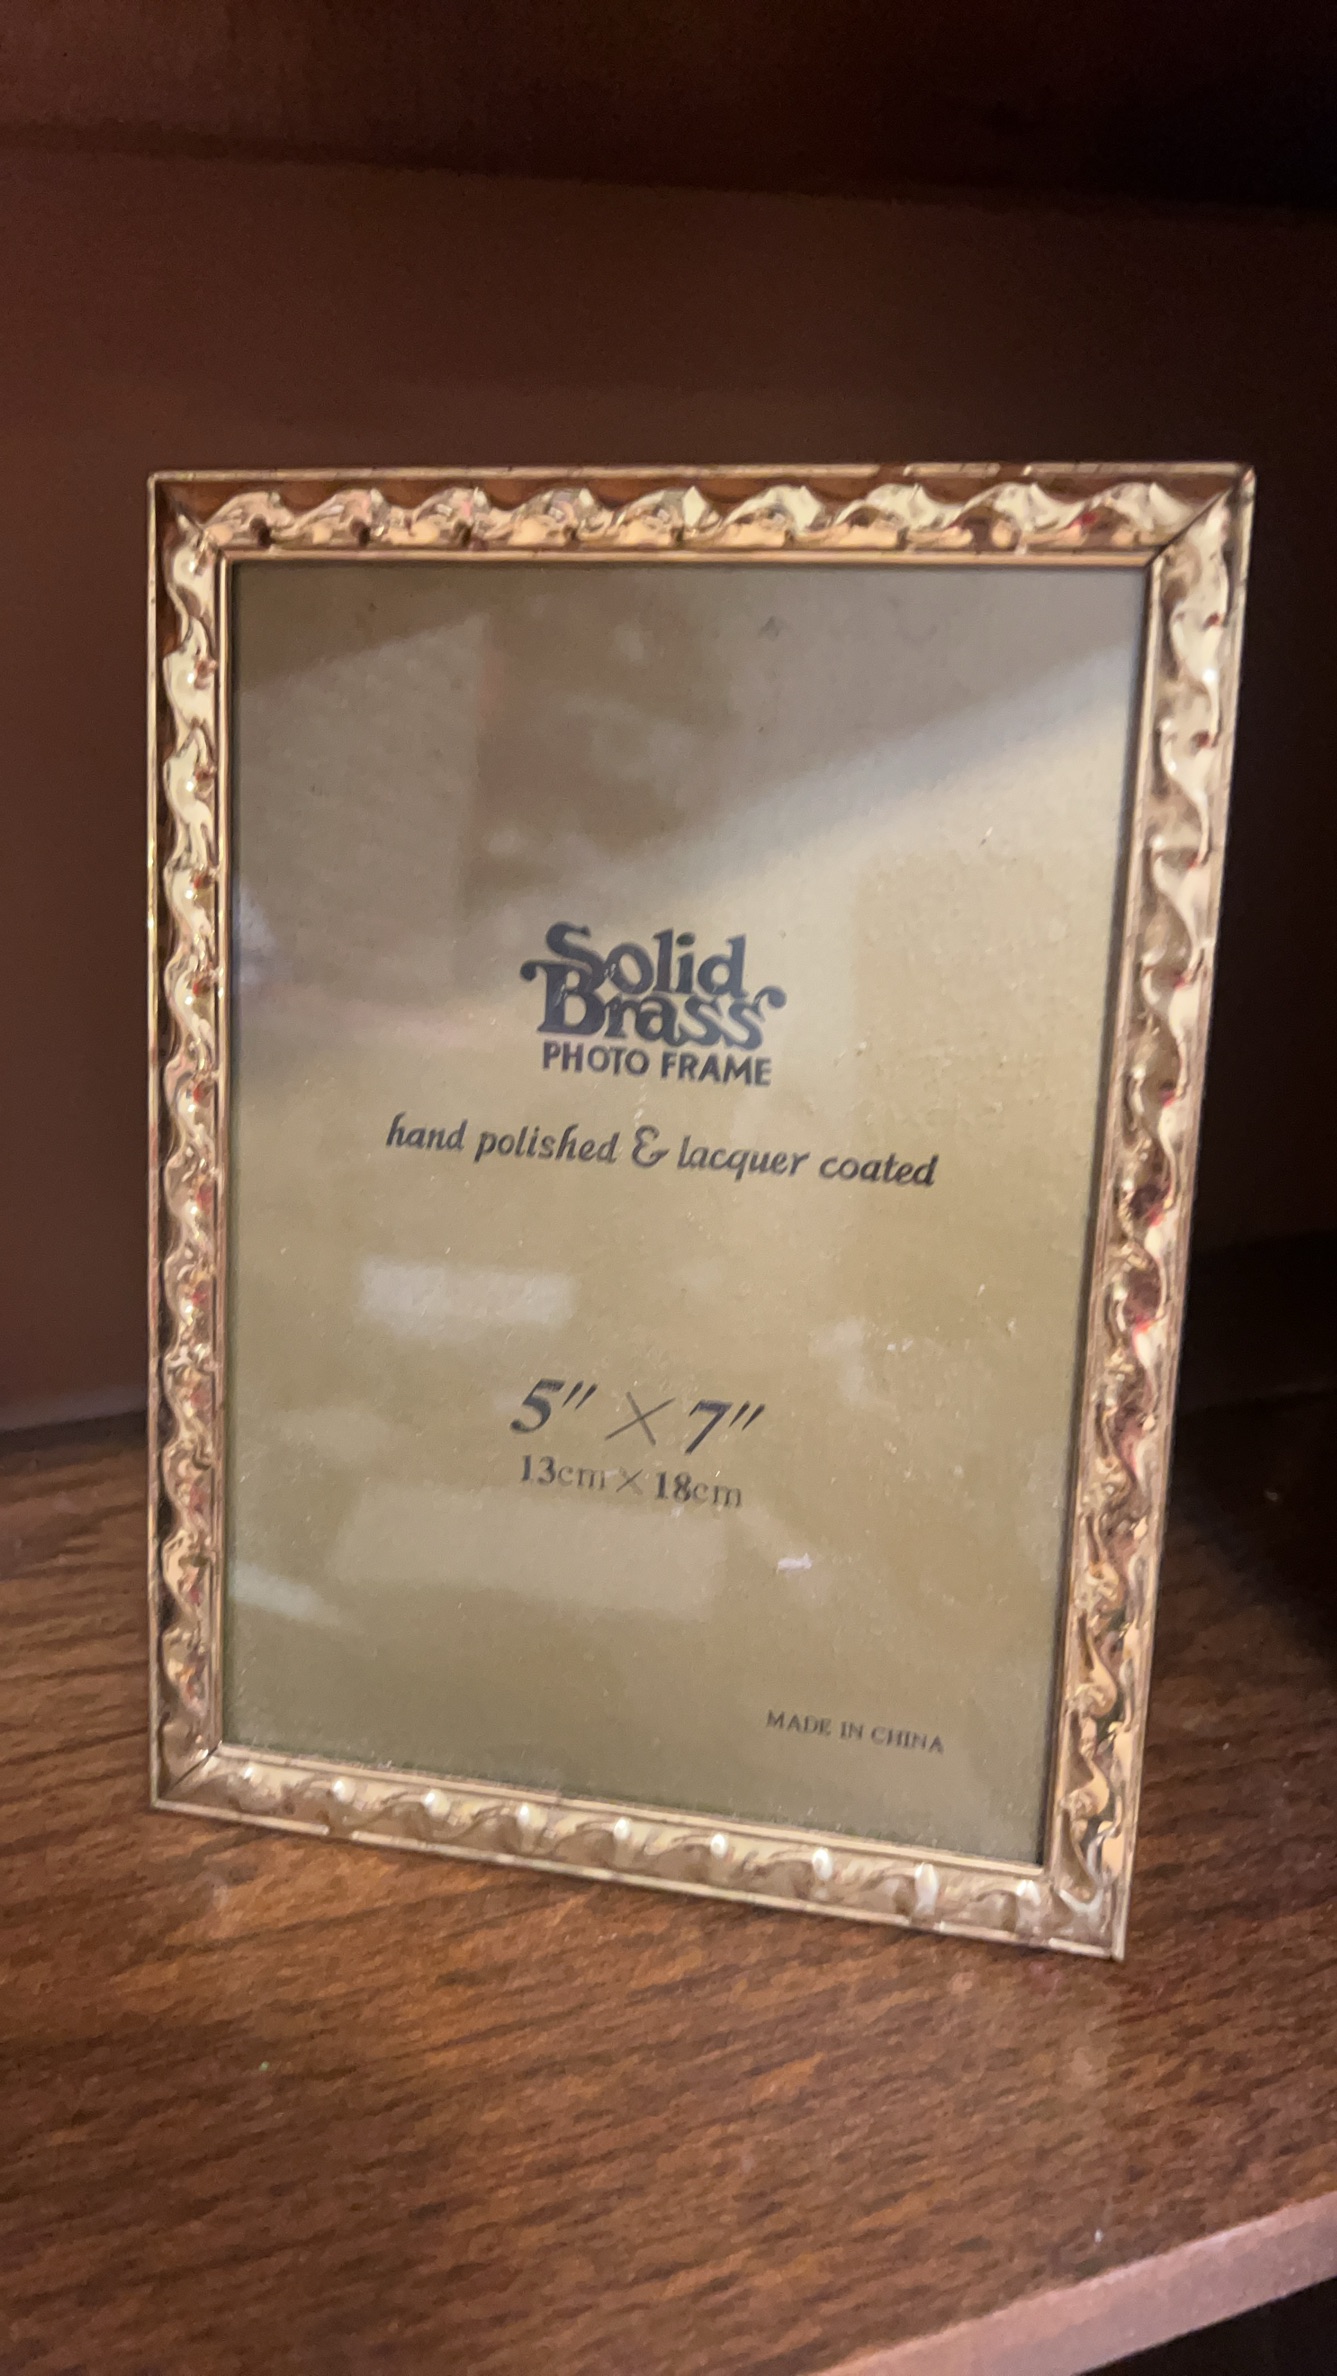 Solid
Brass
PHOTO FRAME
hand polished & lacquer coated
5" × 7"
13cm × 18cm
MADE IN CHINA